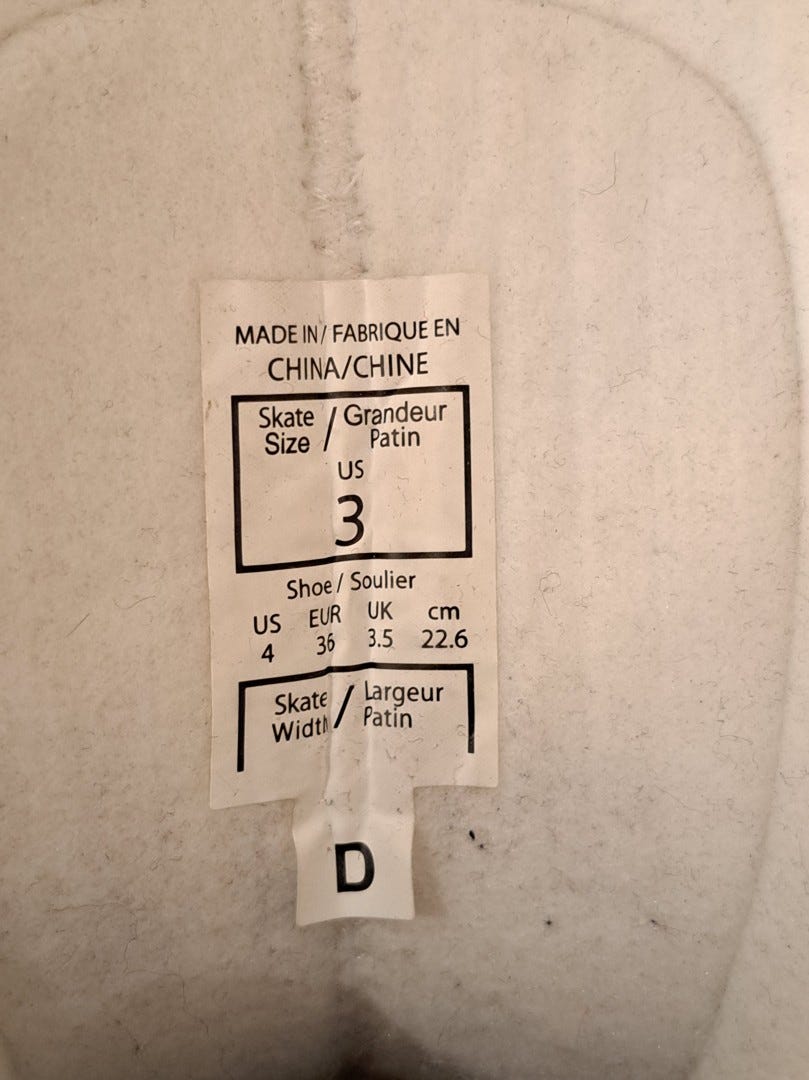 MADE IN/ FABRIQUE EN
CHINA/CHINE
Skate Size / Grandeur Patin
US
3
Shoe / Soulier
US EUR UK cm
4 36 3.5 22.6
Skate Width / Largeur Patin
D